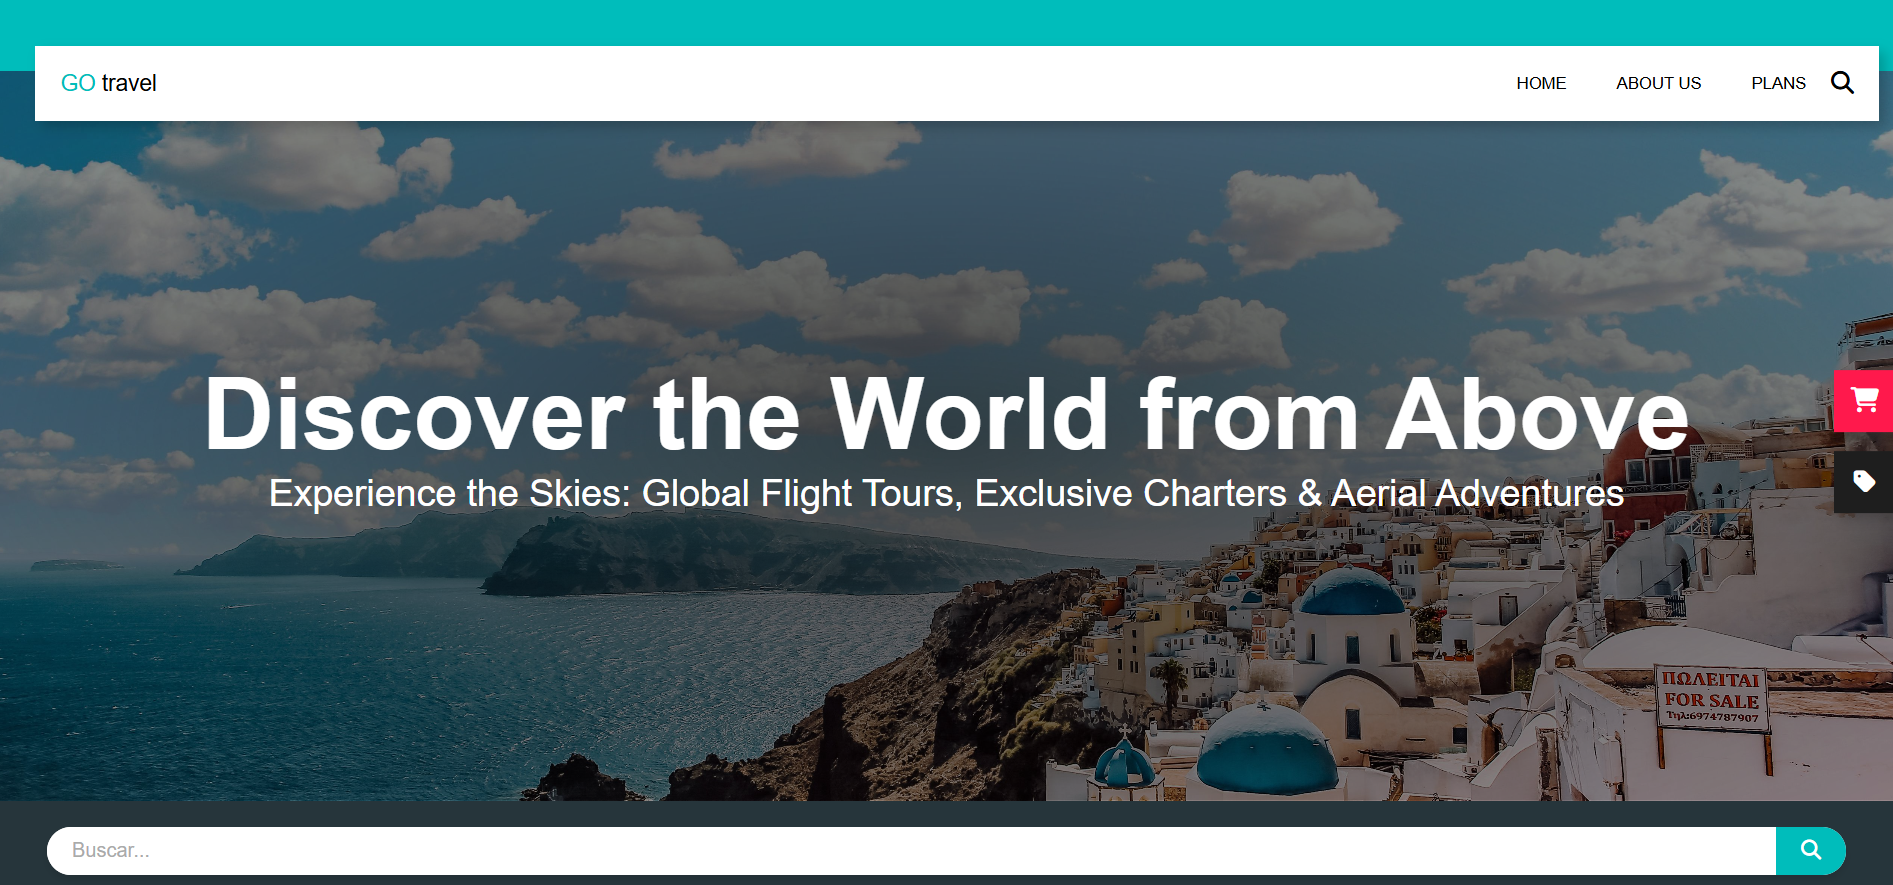 GO travel
HOME
ABOUT US
PLANS
Discover the World from Above
Experience the Skies: Global Flight Tours, Exclusive Charters & Aerial Adventures
ΠΩΛΕΙΤΑΙ
FOR SALE
Τηλ:6974787907
Buscar...